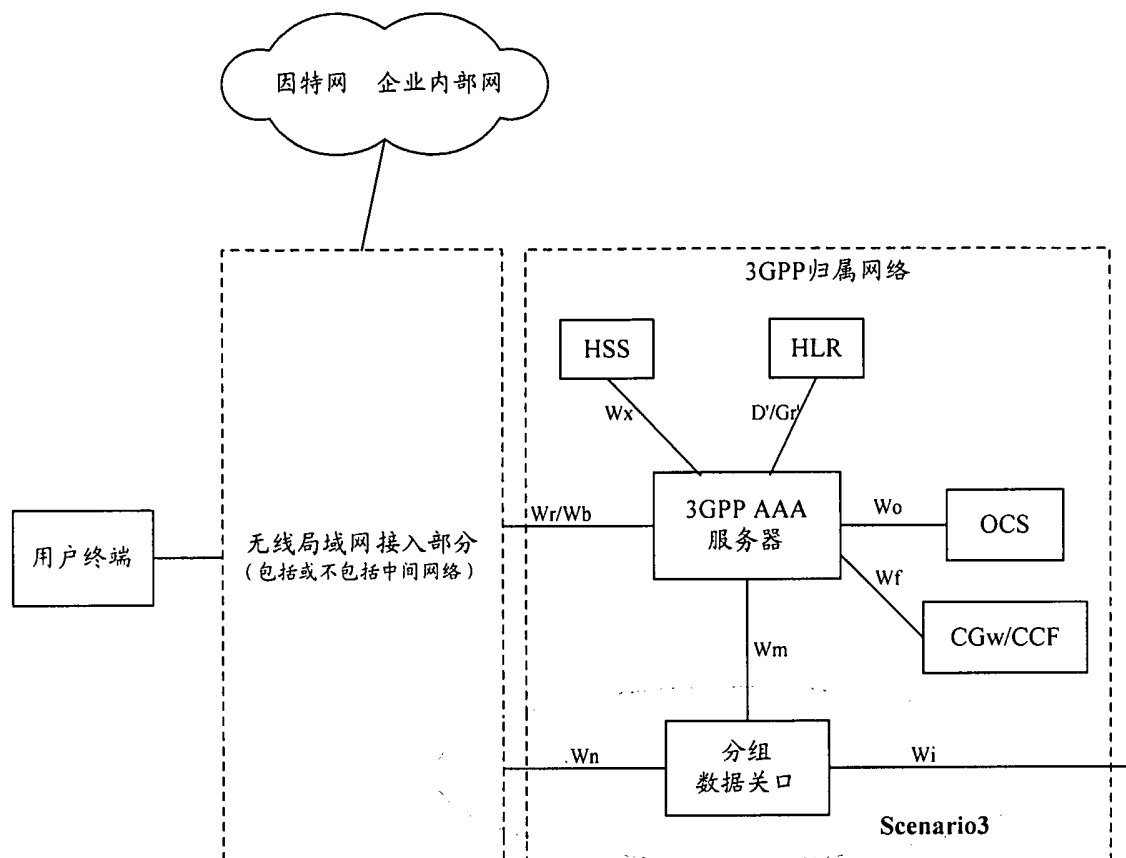 因特网 企业内部网
3GPP归属网络
HSS
HLR
Wx
D'/Gr'
Wr/Wb
3GPP AAA
服务器
Wo
OCS
用户终端
无线局域网接入部分
(包括或不包括中间网络)
Wf
CGw/CCF
Wm
Wn
分组
数据关口
Wi
Scenario3